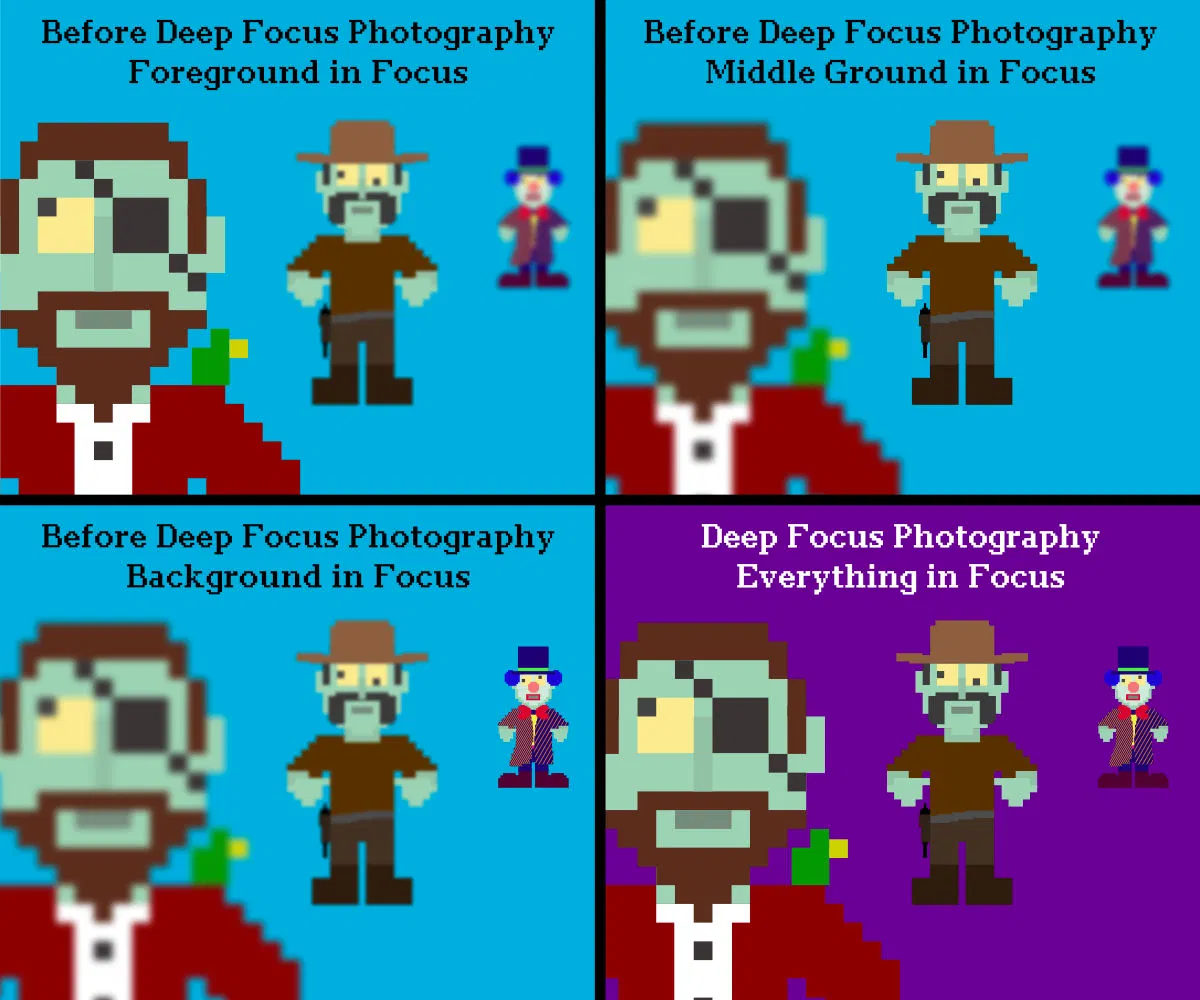 Before Deep Focus Photography
Foreground in Focus
Before Deep Focus Photography
Middle Ground in Focus
Before Deep Focus Photography
Background in Focus
Deep Focus Photography
Everything in Focus